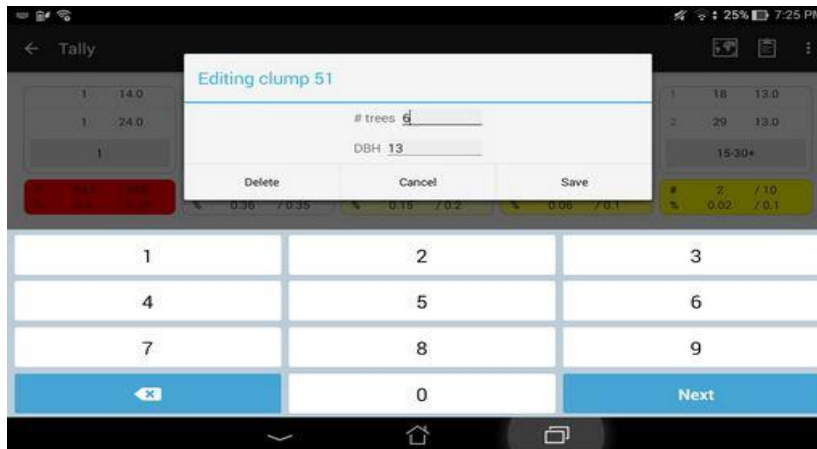 25% 7:25 PM
Tally
Editing clump 51
# trees 6
DBH 13
Delete Cancel Save
1 14.0
1 24.0
1
1 18 13.0
2 29 13.0
15-30+
% 0.36 / 0.35
% 0.15 / 0.2
% 0.06 / 0.1
# 2 / 10
% 0.02 / 0.1
1 2 3
4 5 6
7 8 9
0 Next